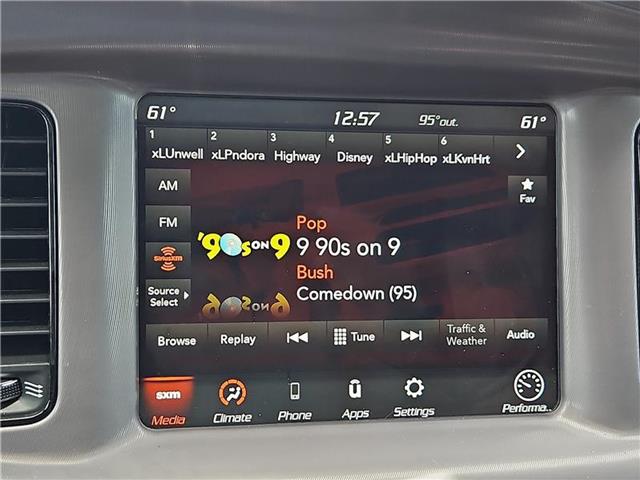 61° 12:57 95°out. 61°
1 2 3 4 5 6
xLUnwell xLPndora Highway Disney xLHipHop xLKvnHrt
AM
Fav
FM
SiriusXM
Source
Select
'90s ON 9
Pop
9 90s on 9
Bush
Comedown (95)
Browse Replay Tune Traffic & Weather Audio
sxm
Media Climate Phone Apps Settings Performa..